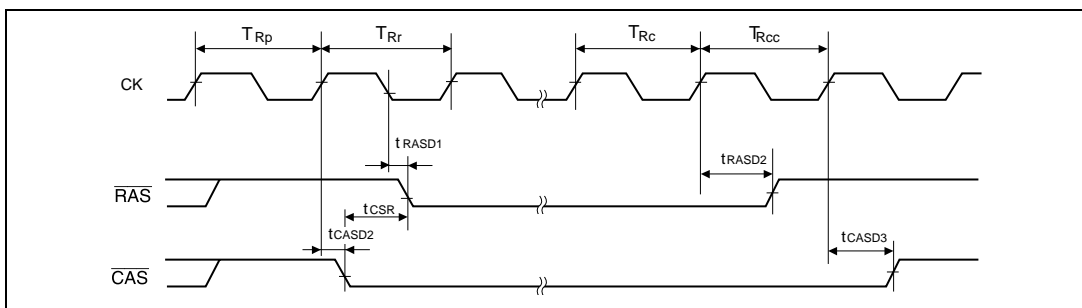 TRp TRr TRc TRcc
CK
tRASD1
tRASD2
RAS
tCSR
tCASD2
tCASD3
CAS